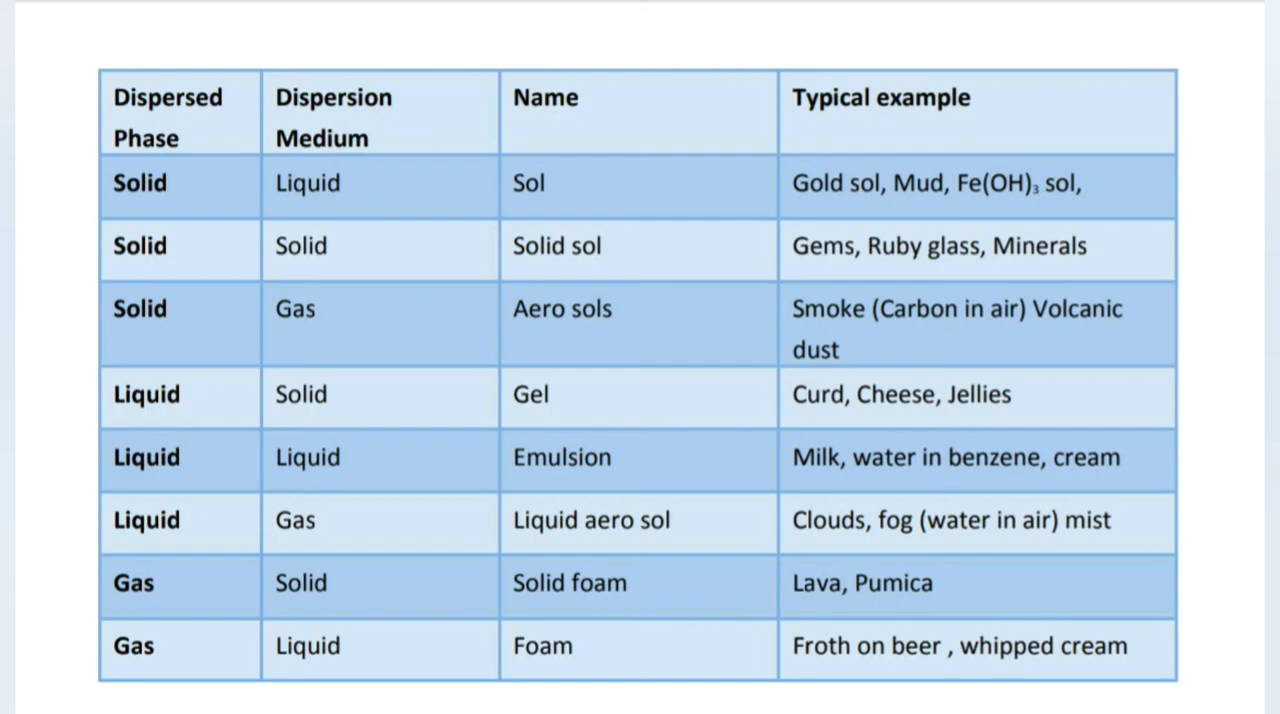 Dispersed Phase	Dispersion Medium	Name	Typical example
Solid	Liquid	Sol	Gold sol, Mud, Fe(OH)₃ sol,
Solid	Solid	Solid sol	Gems, Ruby glass, Minerals
Solid	Gas	Aero sols	Smoke (Carbon in air) Volcanic dust
Liquid	Solid	Gel	Curd, Cheese, Jellies
Liquid	Liquid	Emulsion	Milk, water in benzene, cream
Liquid	Gas	Liquid aero sol	Clouds, fog (water in air) mist
Gas	Solid	Solid foam	Lava, Pumica
Gas	Liquid	Foam	Froth on beer , whipped cream